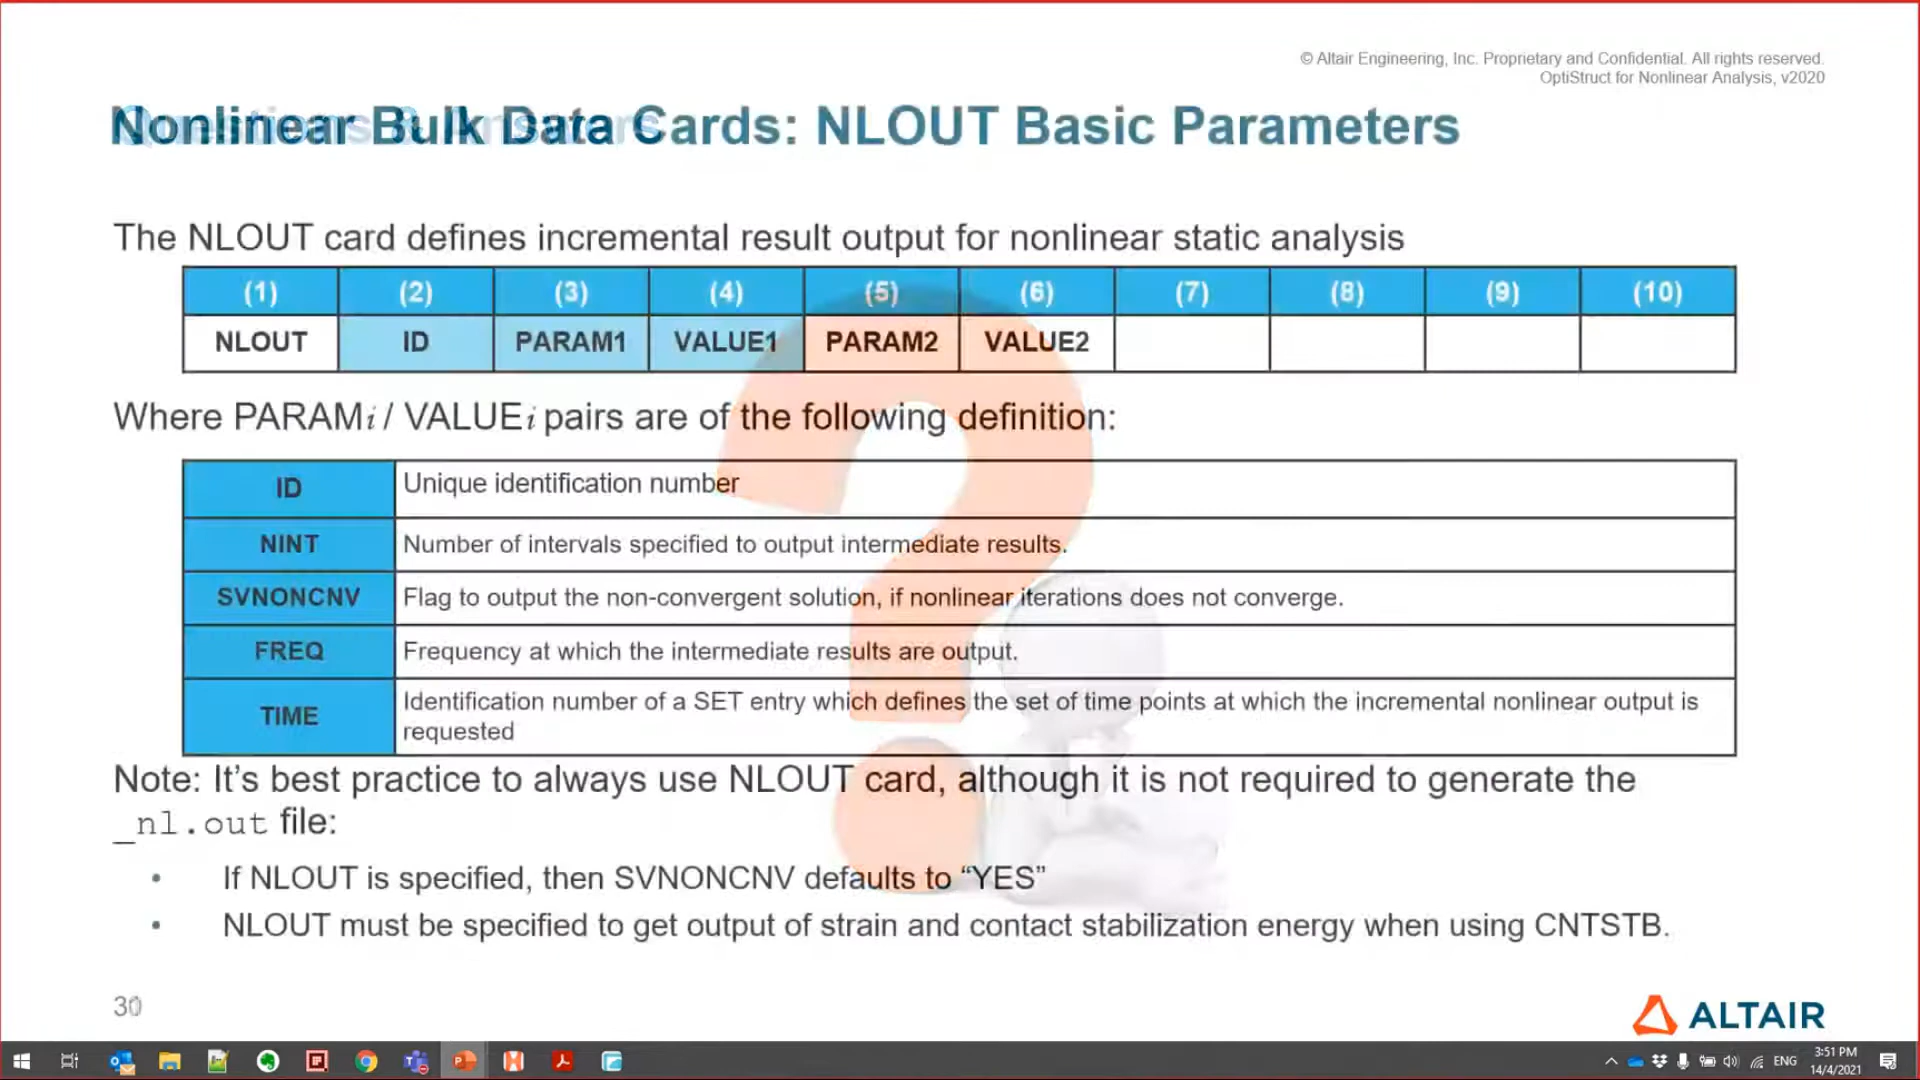 © Altair Engineering, Inc. Proprietary and Confidential. All rights reserved.
OptiStruct for Nonlinear Analysis, v2020
Nonlinear Bulk Data Cards: NLOUT Basic Parameters
The NLOUT card defines incremental result output for nonlinear static analysis
(1) (2) (3) (4) (5) (6) (7) (8) (9) (10)
NLOUT ID PARAM1 VALUE1 PARAM2 VALUE2
Where PARAMi / VALUEi pairs are of the following definition:
ID Unique identification number
NINT Number of intervals specified to output intermediate results.
SVNONCNV Flag to output the non-convergent solution, if nonlinear iterations does not converge.
FREQ Frequency at which the intermediate results are output.
TIME Identification number of a SET entry which defines the set of time points at which the incremental nonlinear output is
requested
Note: It’s best practice to always use NLOUT card, although it is not required to generate the
_nl.out file:
• If NLOUT is specified, then SVNONCNV defaults to “YES”
• NLOUT must be specified to get output of strain and contact stabilization energy when using CNTSTB.
ALTAIR
ENG
3:51 PM
14/4/2021